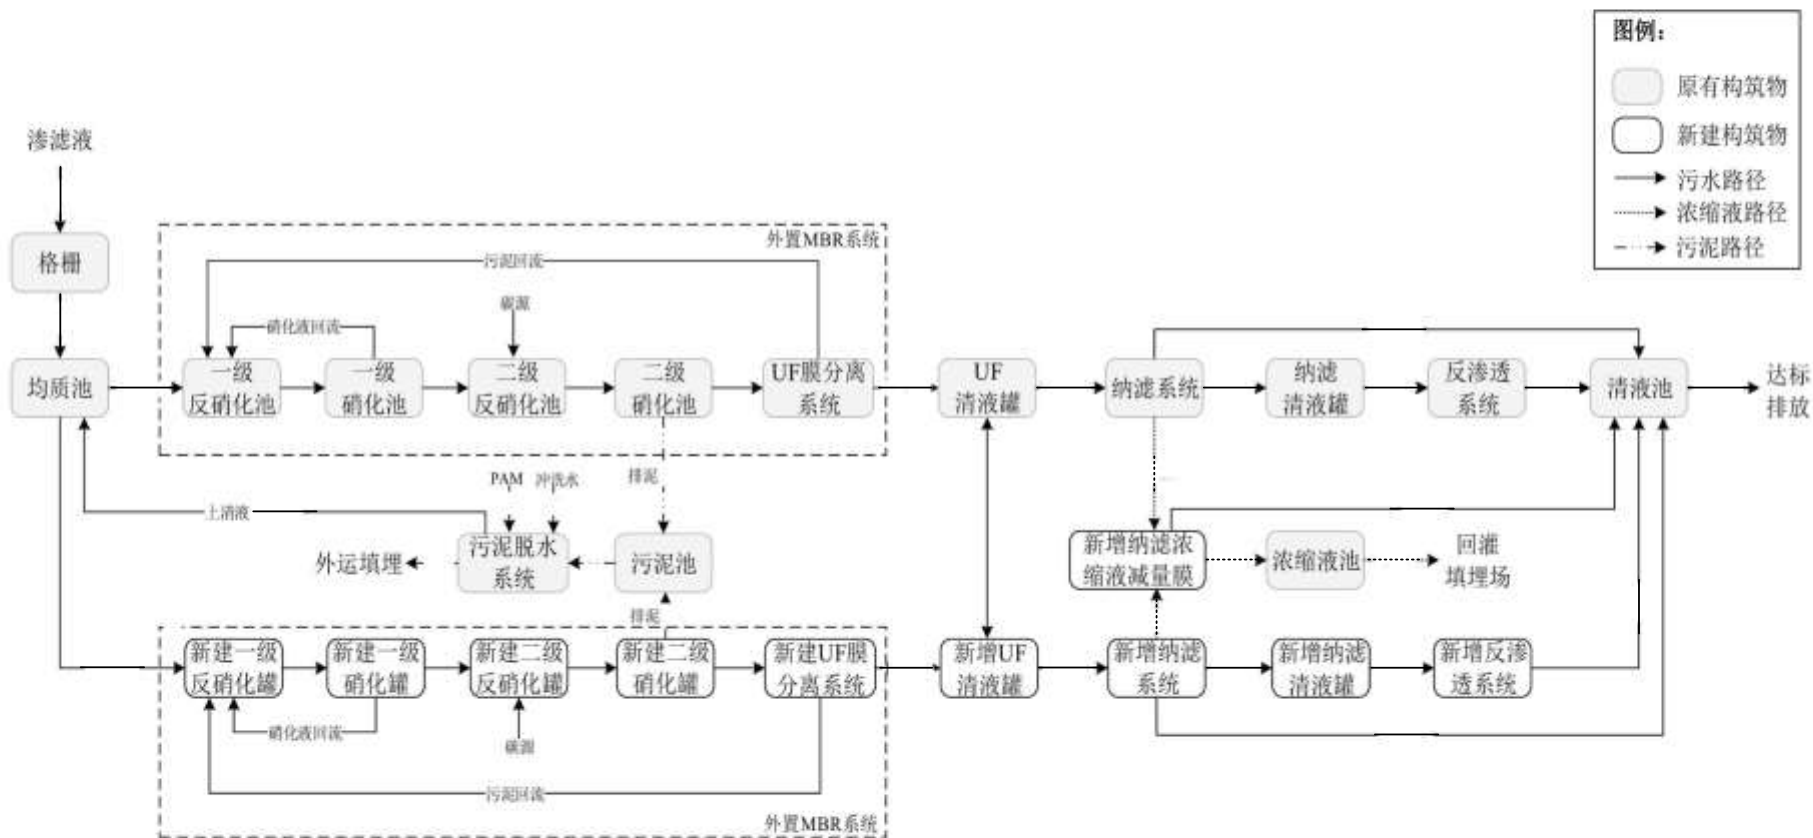 图例：
原有构筑物
新建构筑物
污水路径
浓缩液路径
污泥路径
渗滤液
格栅
均质池
外置MBR系统
污泥回流
碳源
硝化液回流
一级
反硝化池
一级
硝化池
二级
反硝化池
二级
硝化池
UF膜分离
系统
UF
清液罐
纳滤系统
纳滤
清液罐
反渗透
系统
清液池
达标
排放
排泥
PAM
冲洗水
上清液
外运填埋
污泥脱水
系统
污泥池
新增纳滤浓
缩液减量膜
浓缩液池
回灌
填埋场
排泥
新建一级
反硝化罐
新建一级
硝化罐
新建二级
反硝化罐
新建二级
硝化罐
新建UF膜
分离系统
新增UF
清液罐
新增纳滤
系统
新增纳滤
清液罐
新增反渗
透系统
硝化液回流
碳源
污泥回流
外置MBR系统